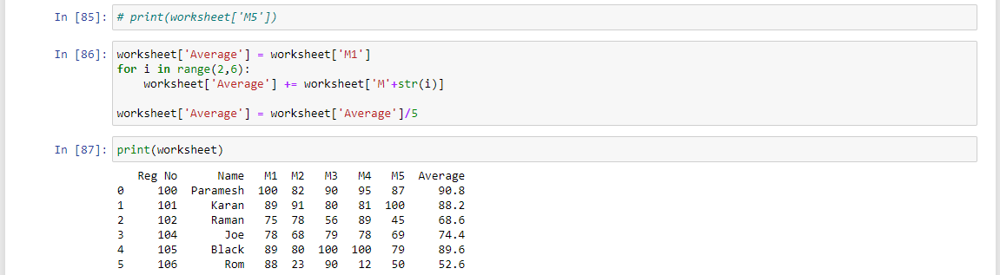 In [85]: # print(worksheet['M5'])
In [86]: worksheet['Average'] = worksheet['M1']
for i in range(2,6):
    worksheet['Average'] += worksheet['M'+str(i)]
worksheet['Average'] = worksheet['Average']/5
In [87]: print(worksheet)
Reg No Name M1 M2 M3 M4 M5 Average
0 100 Paramesh 100 82 90 95 87 90.8
1 101 Karan 89 91 80 81 100 88.2
2 102 Raman 75 78 56 89 45 68.6
3 104 Joe 78 68 79 78 69 74.4
4 105 Black 89 80 100 100 79 89.6
5 106 Rom 88 23 90 12 50 52.6